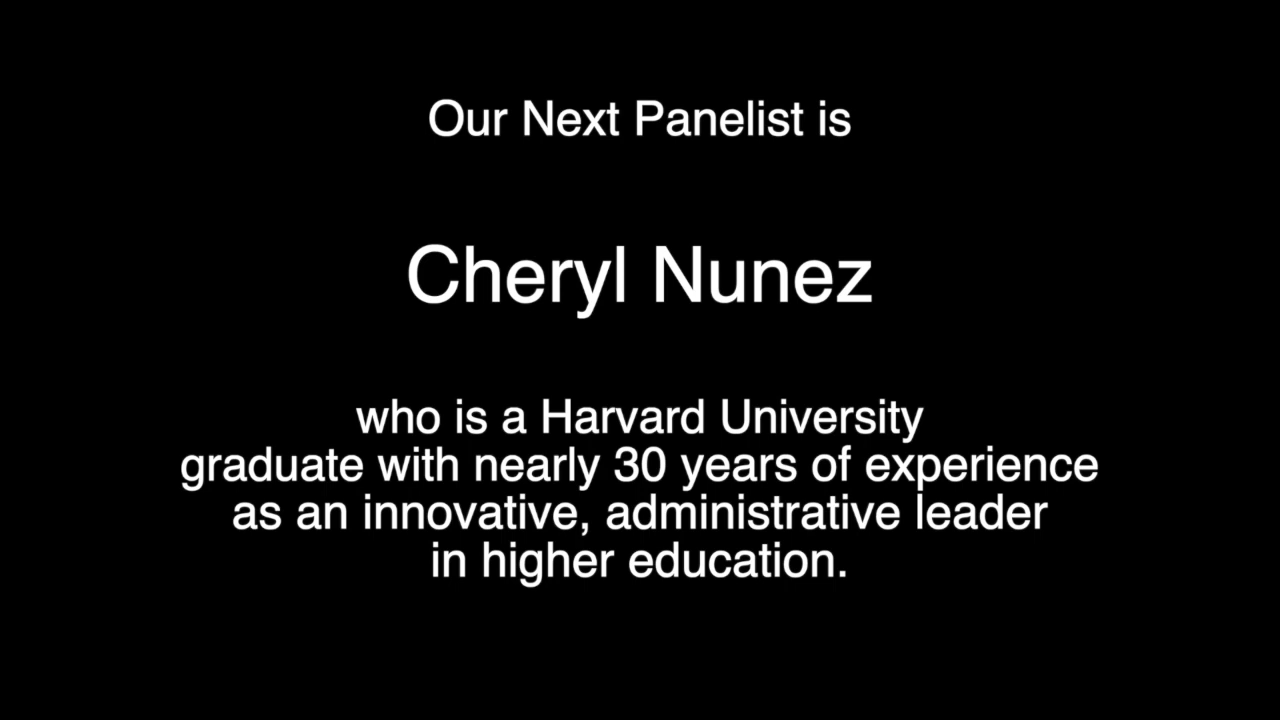 Our Next Panelist is
Cheryl Nunez
who is a Harvard University
graduate with nearly 30 years of experience
as an innovative, administrative leader
in higher education.